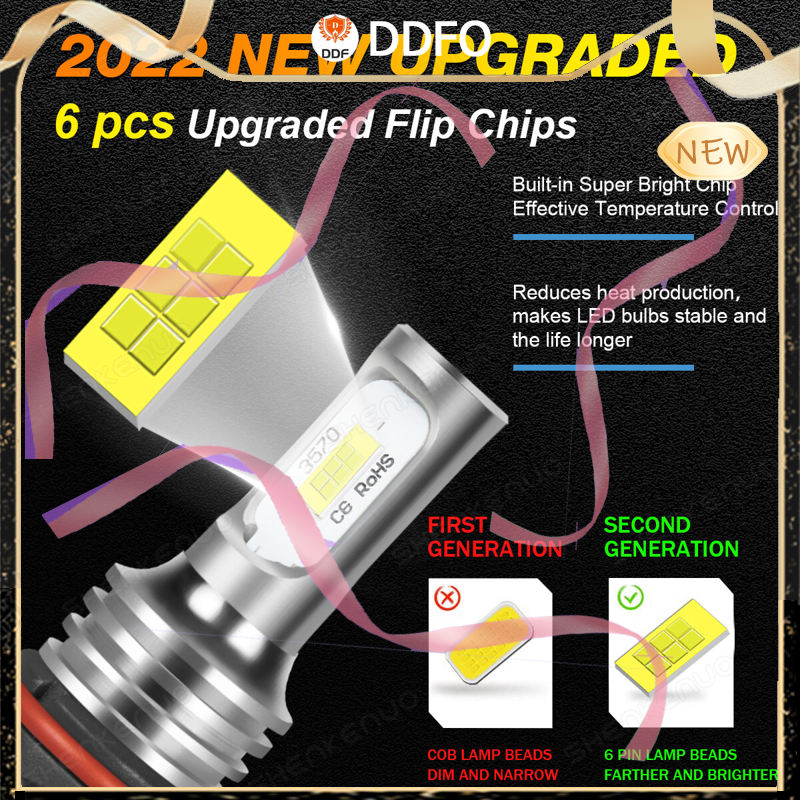 DDF DDFO
2022 NEW UPGRADED
6 pcs Upgraded Flip Chips
NEW
Built-in Super Bright Chip
Effective Temperature Control
Reduces heat production,
makes LED bulbs stable and
the life longer
3570
C6 RoHS
FIRST
GENERATION
SECOND
GENERATION
COB LAMP BEADS
DIM AND NARROW
6 PIN LAMP BEADS
FARTHER AND BRIGHTER
SHENKENUO